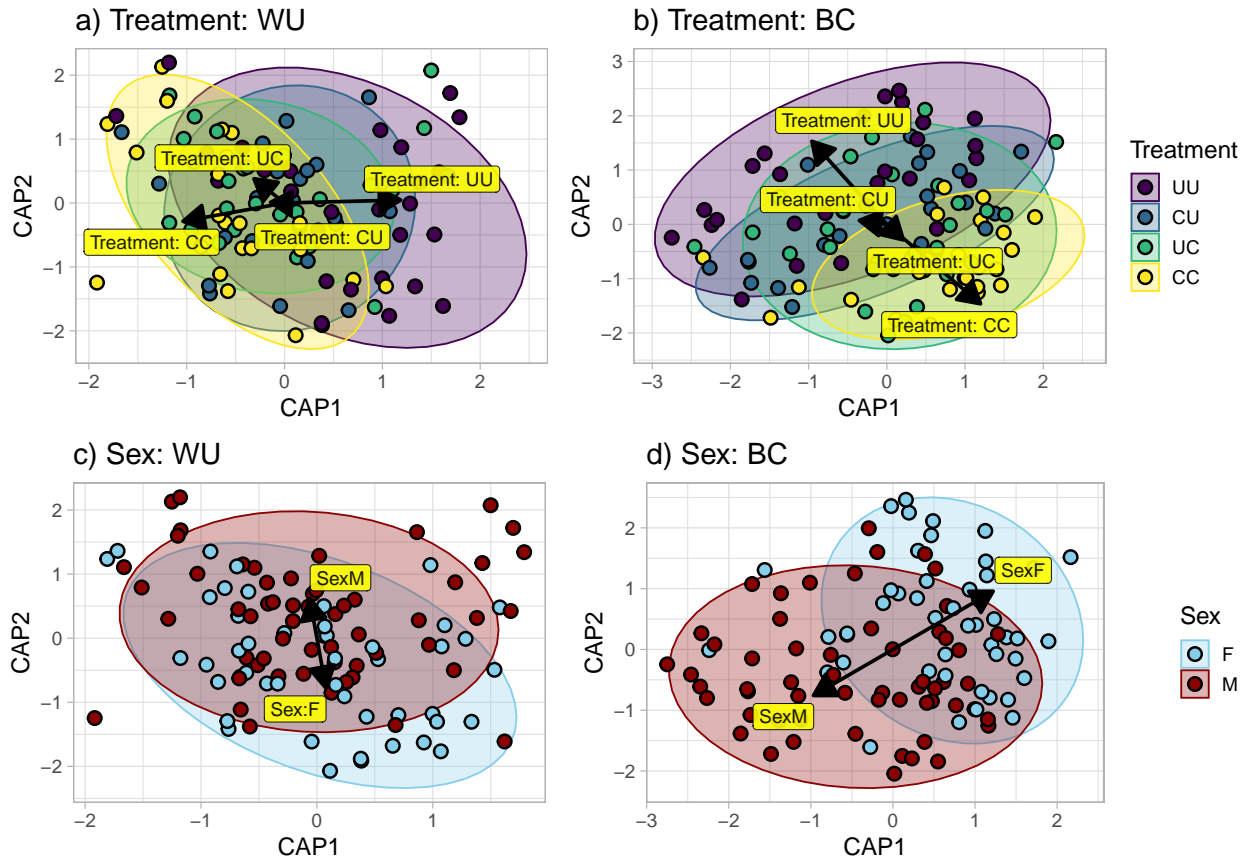 a) Treatment: WU
b) Treatment: BC
2
1
0
−1
−2
CAP2
Treatment: UC
Treatment: UU
Treatment: CC
Treatment: CU
−2
−1
0
1
2
CAP1
3
2
1
0
−1
−2
CAP2
Treatment: UU
Treatment: CU
Treatment: UC
Treatment: CC
−3
−2
−1
0
1
2
CAP1
Treatment
UU
CU
UC
CC
c) Sex: WU
d) Sex: BC
2
1
0
−1
−2
CAP2
SexM
Sex:F
−2
−1
0
1
CAP1
2
1
0
−1
−2
CAP2
SexF
SexM
−3
−2
−1
0
1
2
CAP1
Sex
F
M